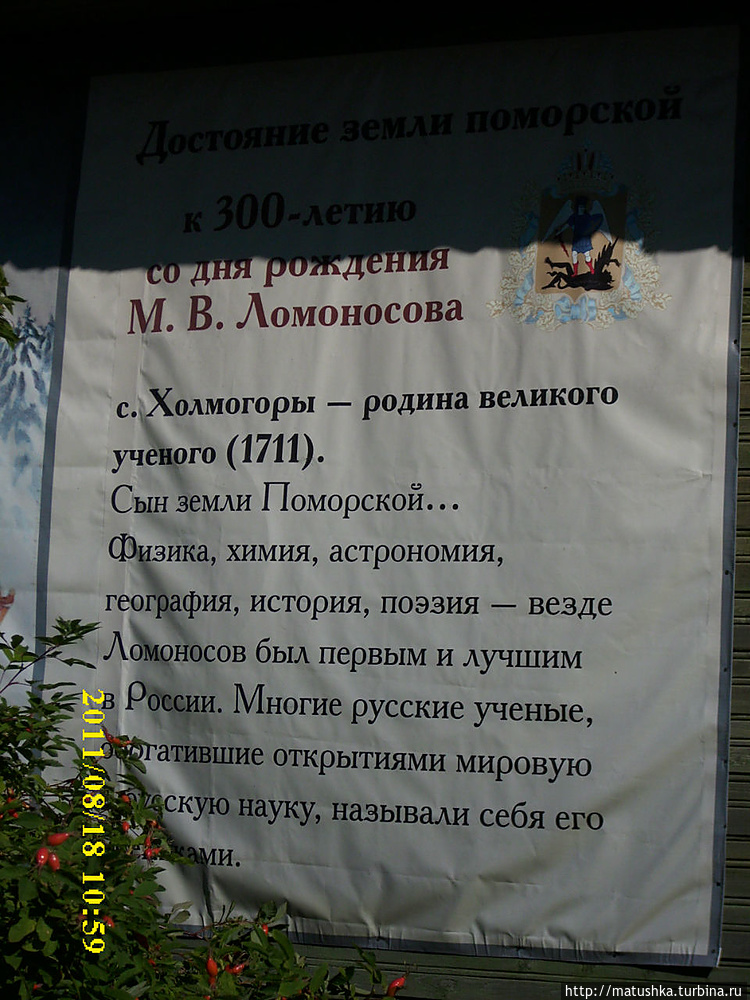 Достояние земли поморской
к 300-летию
со дня рождения
М. В. Ломоносова
с. Холмогоры — родина великого
ученого (1711).
Сын земли Поморской...
Физика, химия, астрономия,
география, история, поэзия — везде
Ломоносов был первым и лучшим
в России. Многие русские ученые,
обогатившие открытиями мировую
и русскую науку, называли себя его
2011/08/18 10:59
http://matushka.turbina.ru